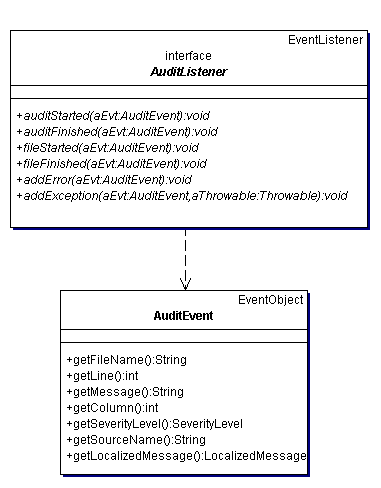 EventListener
interface
AuditListener
+auditStarted(aEvt:AuditEvent):void
+auditFinished(aEvt:AuditEvent):void
+fileStarted(aEvt:AuditEvent):void
+fileFinished(aEvt:AuditEvent):void
+addError(aEvt:AuditEvent):void
+addException(aEvt:AuditEvent,aThrowable:Throwable):void
EventObject
AuditEvent
+getFileName():String
+getLine():int
+getMessage():String
+getColumn():int
+getSeverityLevel():SeverityLevel
+getSourceName():String
+getLocalizedMessage():LocalizedMessage